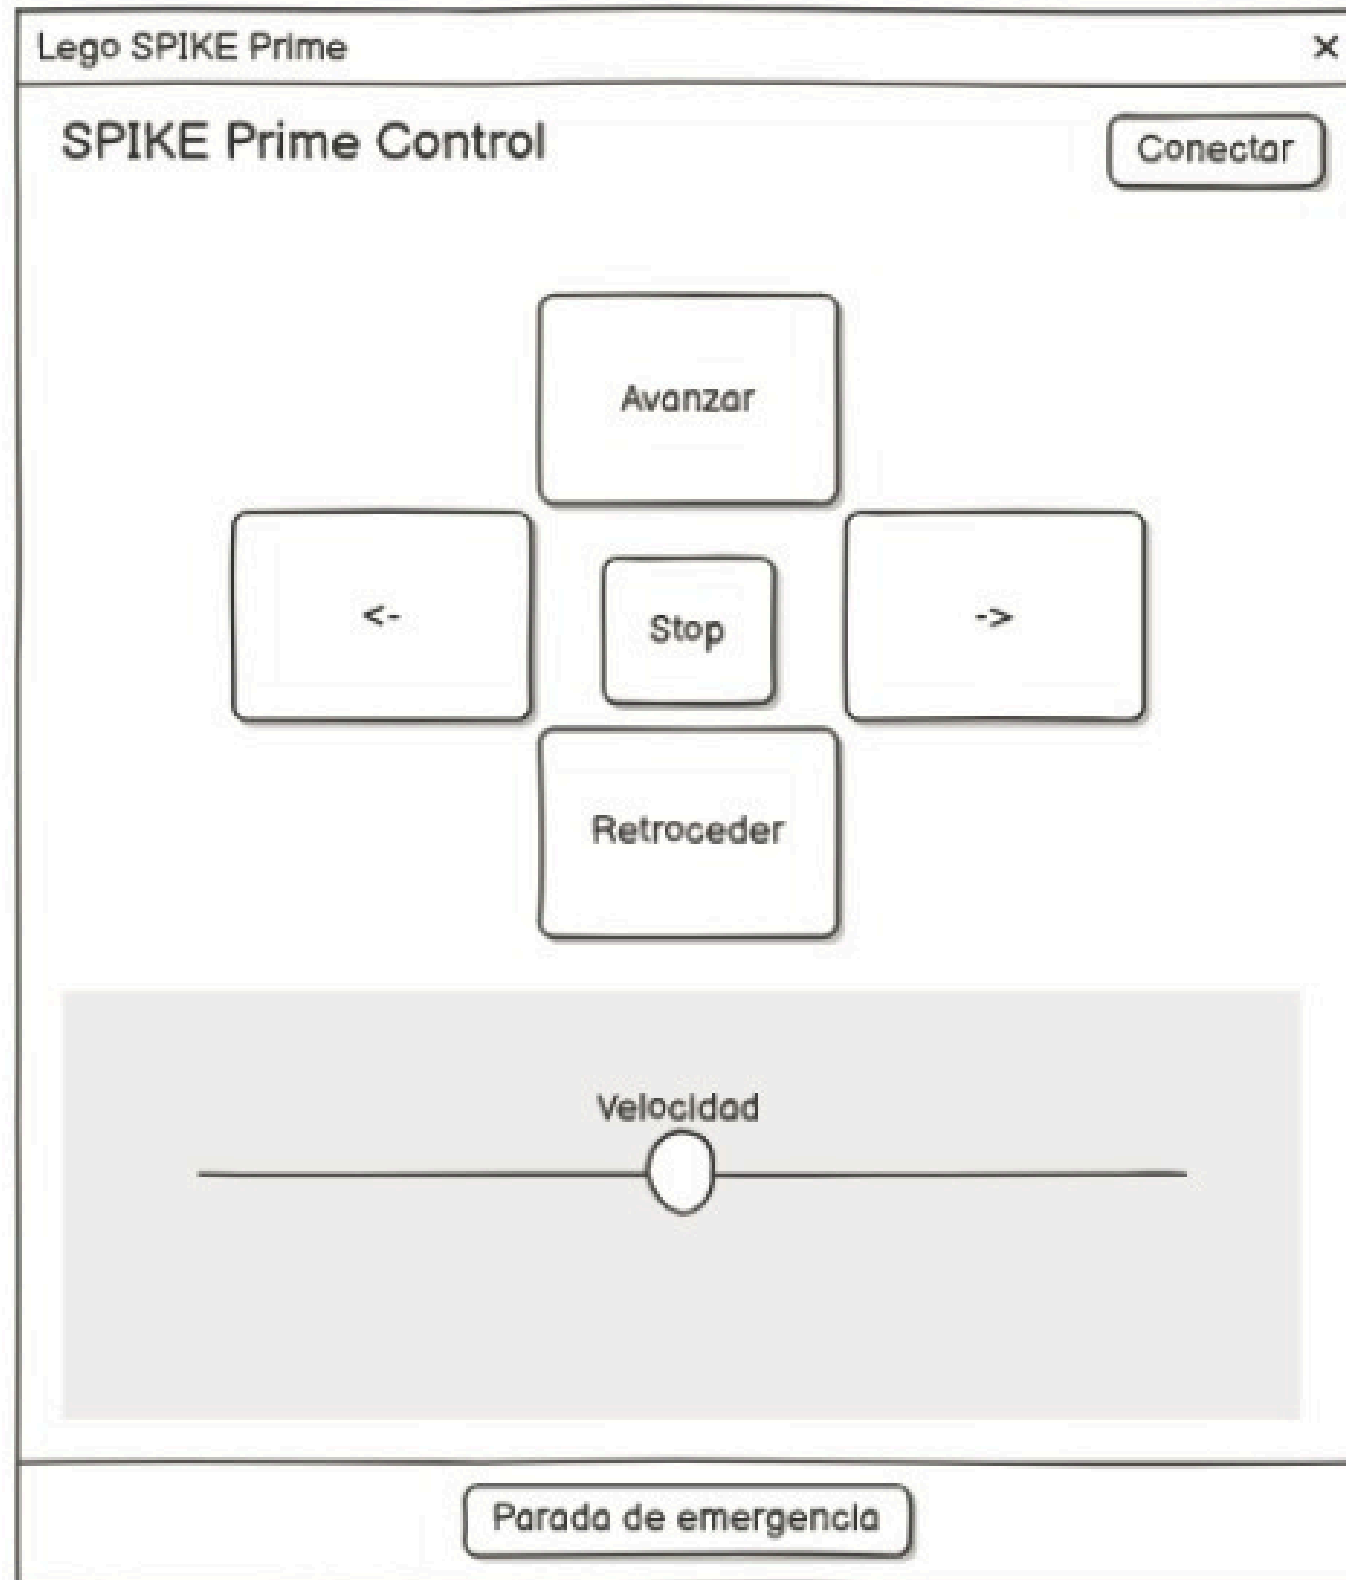 Lego SPIKE Prime
×
SPIKE Prime Control
Conectar
Avanzar
<-
Stop
->
Retroceder
Velocidad
Parada de emergencia